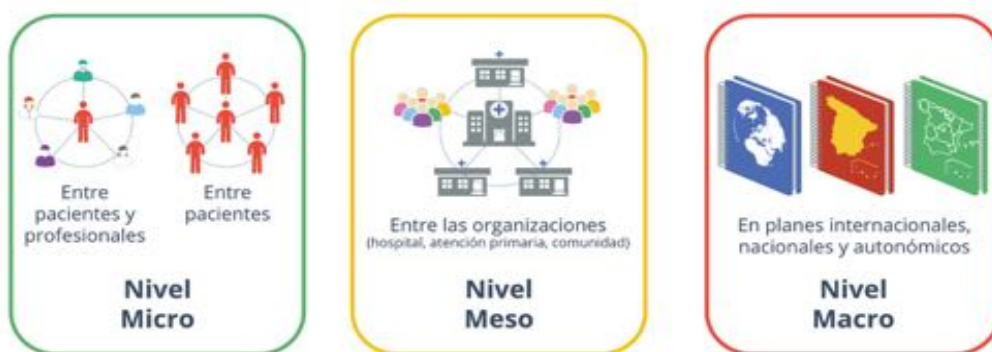 Entre
pacientes y
profesionales
Entre
pacientes
Nivel
Micro
Entre las organizaciones
(hospital, atención primaria, comunidad)
Nivel
Meso
En planes internacionales,
nacionales y autonómicos
Nivel
Macro